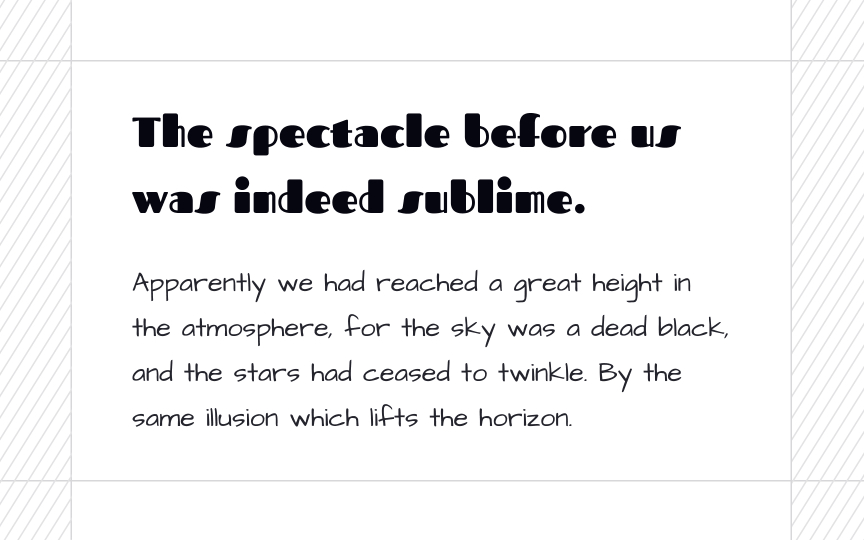 The spectacle before us
was indeed sublime.
Apparently we had reached a great height in
the atmosphere, for the sky was a dead black,
and the stars had ceased to twinkle. By the
same illusion which lifts the horizon.